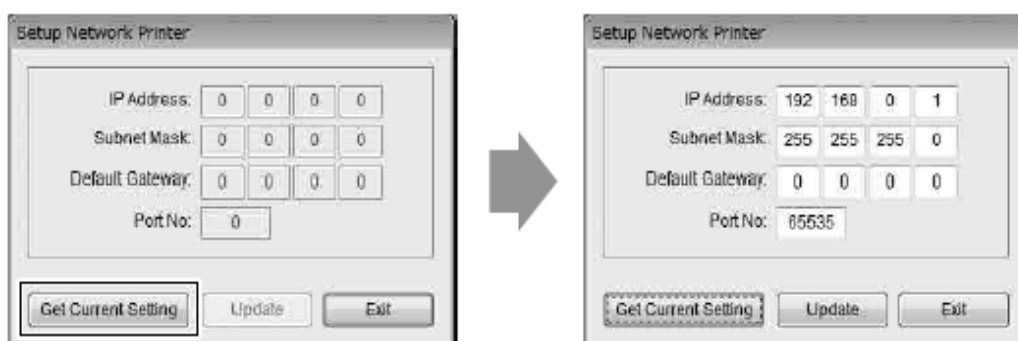 Setup Network Printer
IP Address: 0 0 0 0
Subnet Mask: 0 0 0 0
Default Gateway: 0 0 0 0
Port No: 0
Get Current Setting Update Exit
Setup Network Printer
IP Address: 192 168 0 1
Subnet Mask: 255 255 255 0
Default Gateway: 0 0 0 0
Port No: 65535
Get Current Setting Update Exit